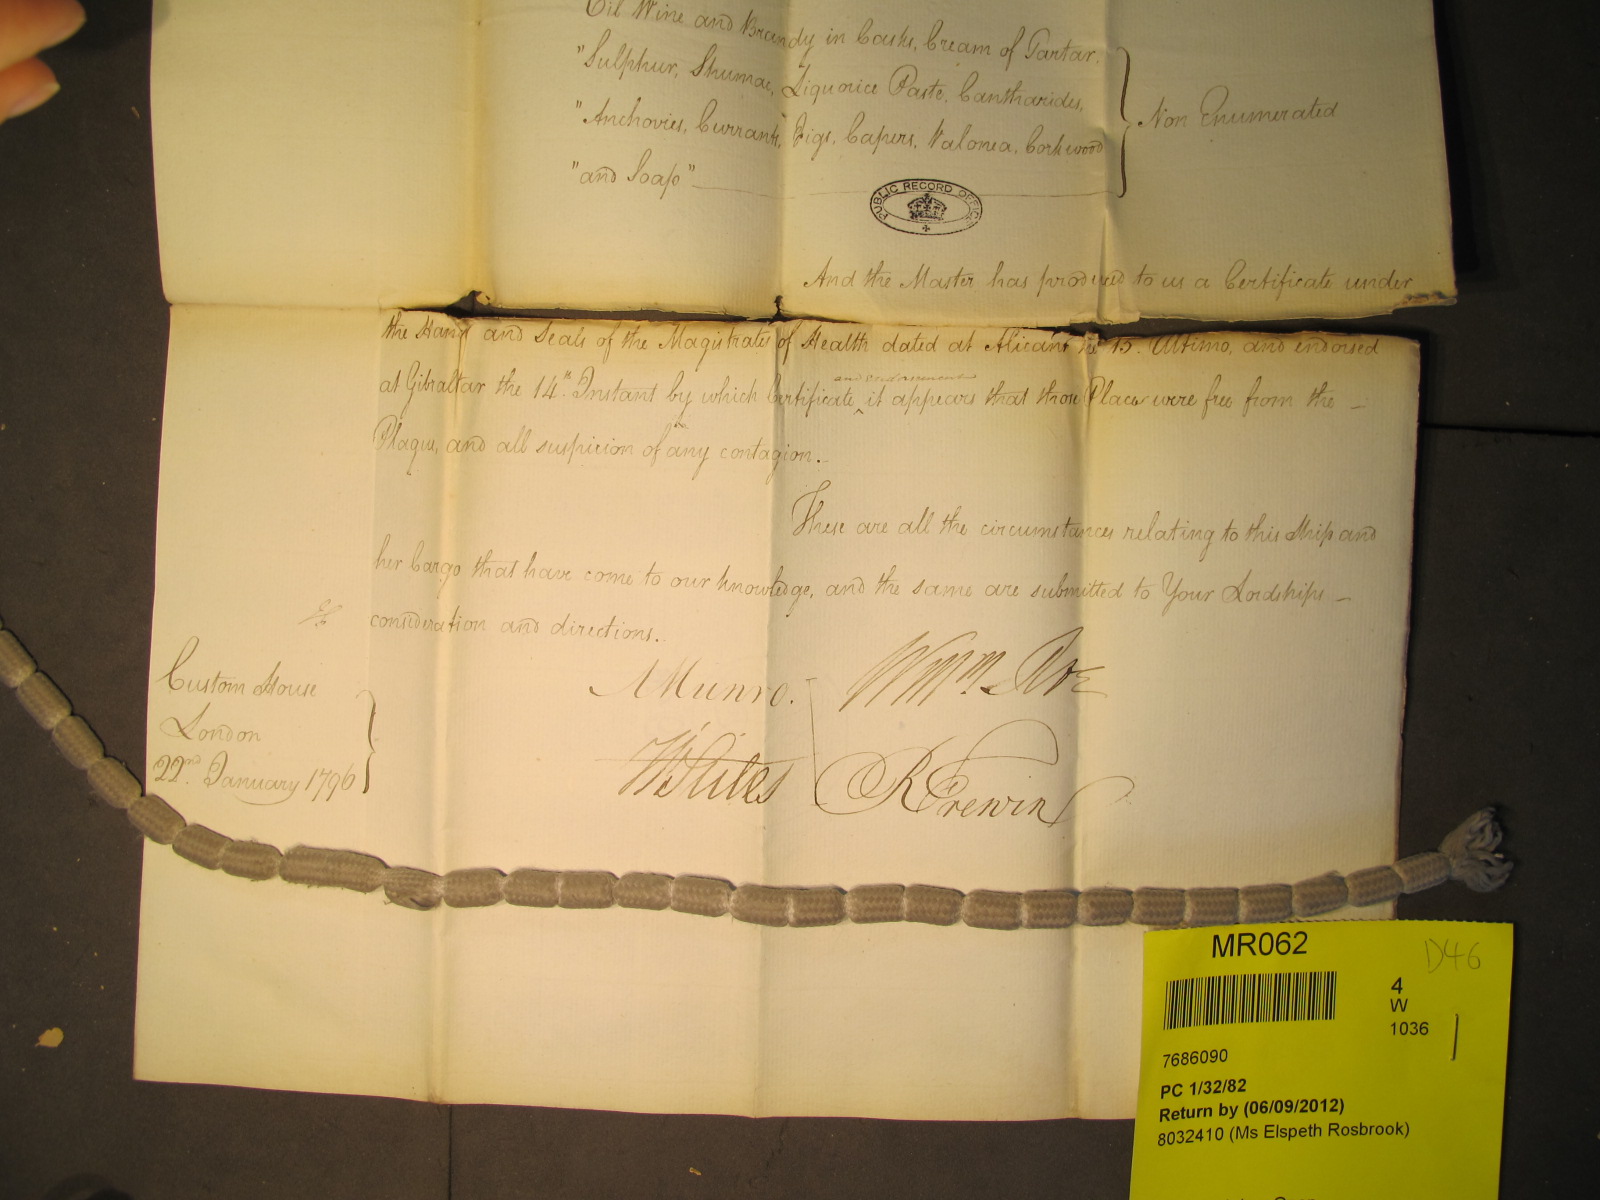 Oil Wine and Brandy in Casks, Cream of Tartar,
"Sulphur, Shumac, Liquorice Paste, Cantharides,
"Anchovies, Currants, Figs, Capers, Valonea, Corkwood
"and Soap"
Non Enumerated
PUBLIC RECORD OFFICE
And the Master has produced to us a Certificate under
the Hands and Seals of the Magistrates of Health dated at Alicant the 15. Ultimo, and endorsed
and endorsement
at Gibraltar the 14th. Instant by which Certificate ‸ it appears that those Places were free from the –
Plague, and all suspicion of any contagion.
These are all the circumstances relating to this Ship and
her Cargo that have come to our knowledge, and the same are submitted to Your Lordships –
consideration and directions.
Custom House
London
22nd. January 1796
A Munro.
Wm. Roe
W Stiles
R Frewin
MR062
D46
4
W
1036
7686090
PC 1/32/82
Return by (06/09/2012)
8032410 (Ms Elspeth Rosbrook)